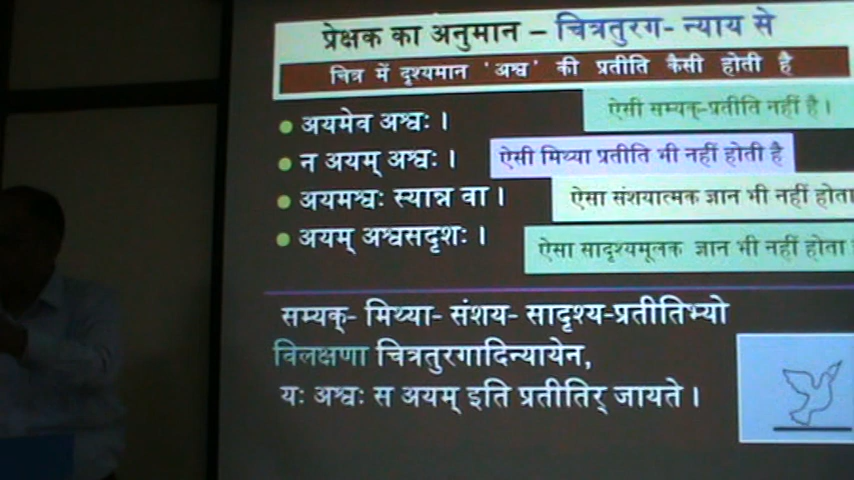 प्रेक्षक का अनुमान – चित्रतुरग- न्याय से
चित्र में दृश्यमान 'अश्व' की प्रतीति कैसी होती है
अयमेव अश्वः ।
ऐसी सम्यक्-प्रतीति नहीं है ।
न अयम् अश्वः ।
ऐसी मिथ्या प्रतीति भी नहीं होती है
अयमश्वः स्यान्न वा ।
ऐसा संशयात्मक ज्ञान भी नहीं होता
अयम् अश्वसदृशः ।
ऐसा सादृश्यमूलक ज्ञान भी नहीं होता
सम्यक्- मिथ्या- संशय- सादृश्य-प्रतीतिभ्यो
विलक्षणा चित्रतुरगादिन्यायेन,
यः अश्वः स अयम् इति प्रतीतिर् जायते ।